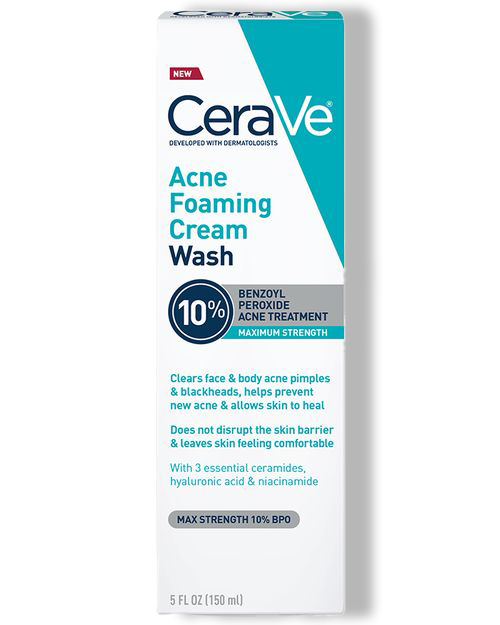 CeraVe
NEW
CeraVe®
DEVELOPED WITH DERMATOLOGISTS
Acne
Foaming
Cream
Wash
10%
BENZOYL
PEROXIDE
ACNE TREATMENT
MAXIMUM STRENGTH
Clears face & body acne pimples
& blackheads, helps prevent
new acne & allows skin to heal
Does not disrupt the skin barrier
& leaves skin feeling comfortable
With 3 essential ceramides,
hyaluronic acid & niacinamide
MAX STRENGTH 10% BPO
5 FL OZ (150 ml)